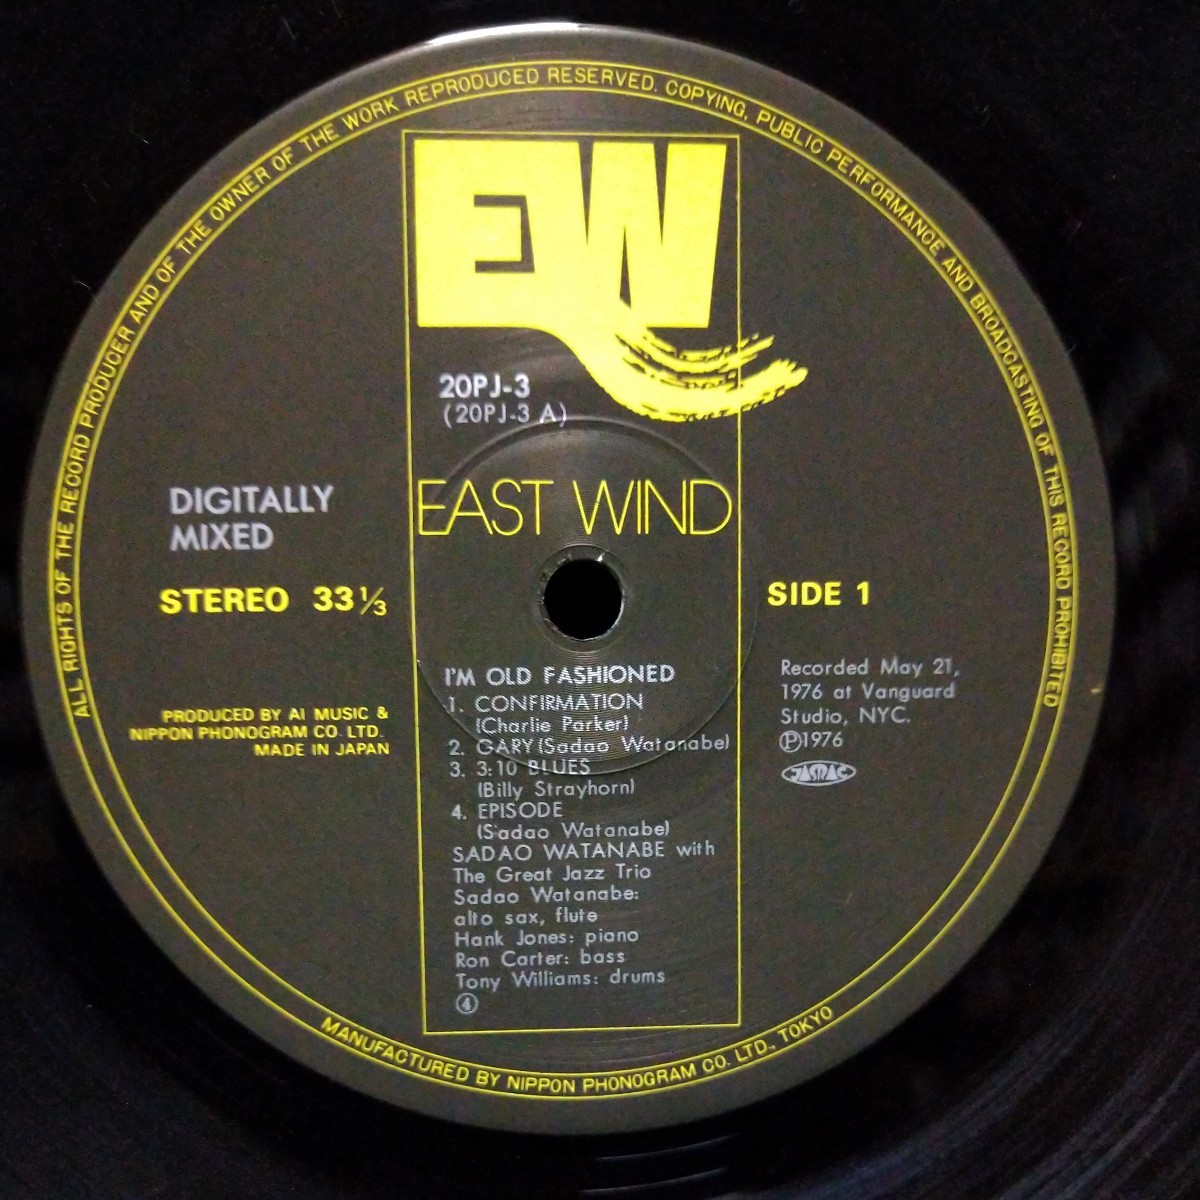 ALL RIGHTS OF THE RECORD PRODUCER AND OF THE OWNER OF THE WORK REPRODUCED RESERVED. COPYING, PUBLIC PERFORMANCE AND BROADCASTING OF THIS RECORD PROHIBITED
EW
20PJ-3
(20PJ-3 A)
EAST WIND
DIGITALLY
MIXED
STEREO 33 1/3
SIDE 1
PRODUCED BY AI MUSIC &
NIPPON PHONOGRAM CO. LTD.
MADE IN JAPAN
I'M OLD FASHIONED
1. CONFIRMATION
(Charlie Parker)
2. GARY (Sadao Watanabe)
3. 3:10 BLUES
(Billy Strayhorn)
4. EPISODE
(Sadao Watanabe)
SADAO WATANABE with
The Great Jazz Trio
Sadao Watanabe:
alto sax, flute
Hank Jones: piano
Ron Carter: bass
Tony Williams: drums
④
Recorded May 21,
1976 at Vanguard
Studio, NYC.
℗1976
JASRAC
MANUFACTURED BY NIPPON PHONOGRAM CO. LTD., TOKYO